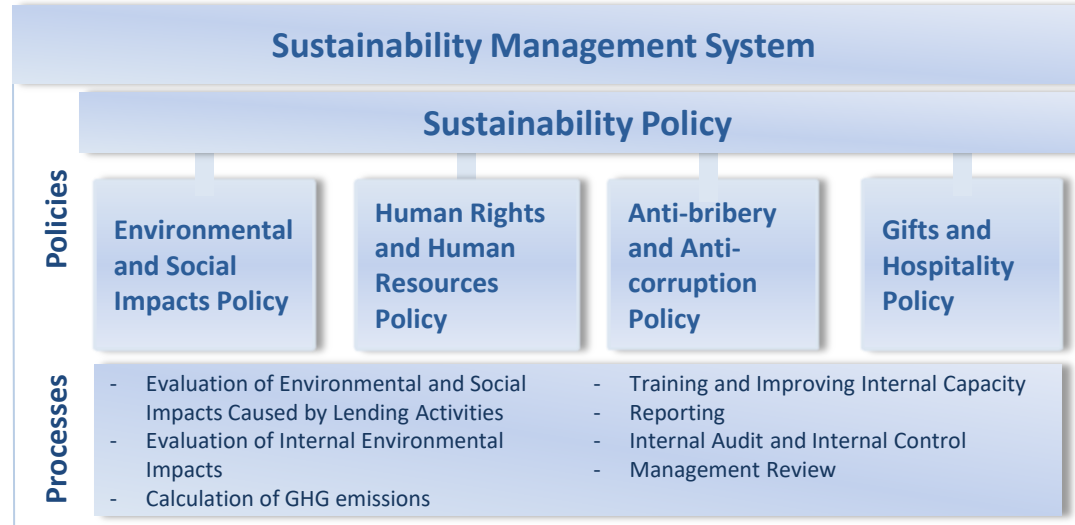 Sustainability Management System
Sustainability Policy
Policies
Environmental
and Social
Impacts Policy
Human Rights
and Human
Resources
Policy
Anti-bribery
and Anti-
corruption
Policy
Gifts and
Hospitality
Policy
Processes
- Evaluation of Environmental and Social
Impacts Caused by Lending Activities
- Evaluation of Internal Environmental
Impacts
- Calculation of GHG emissions
- Training and Improving Internal Capacity
- Reporting
- Internal Audit and Internal Control
- Management Review